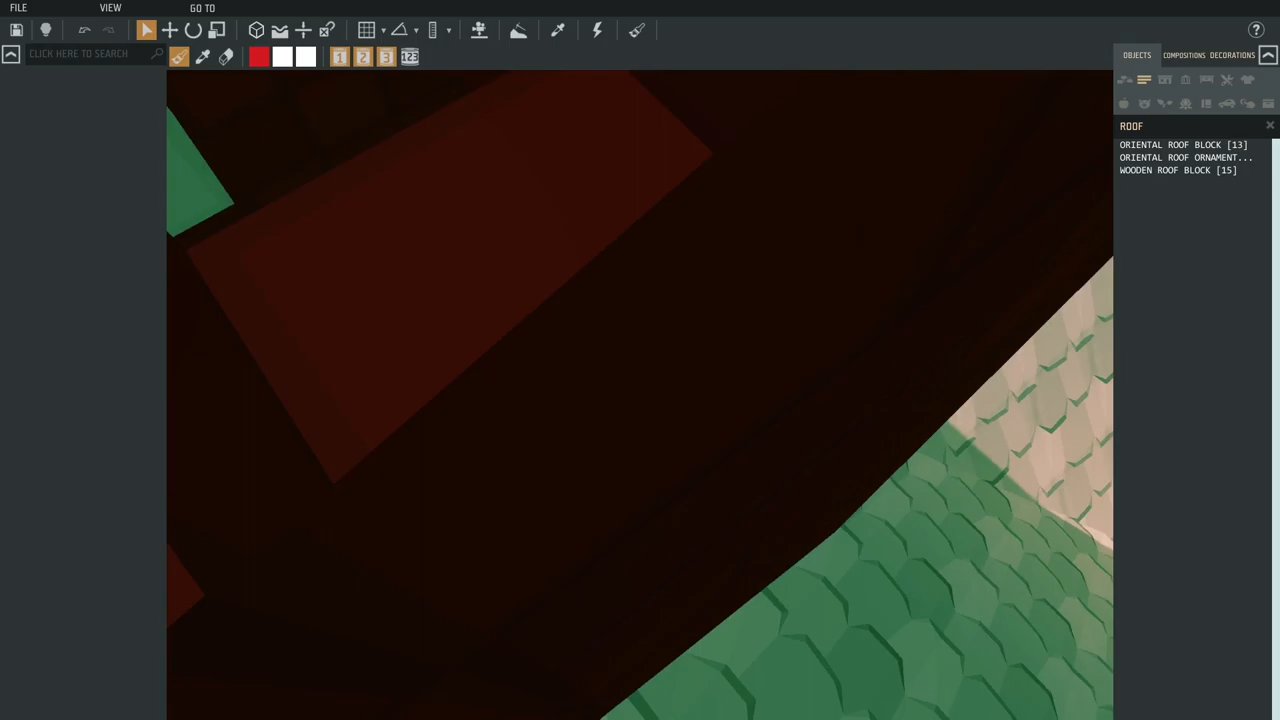 FILE VIEW GO TO
CLICK HERE TO SEARCH
1 2 3 123
?
OBJECTS COMPOSITIONS DECORATIONS
ROOF
ORIENTAL ROOF BLOCK [13]
ORIENTAL ROOF ORNAMENT...
WOODEN ROOF BLOCK [15]